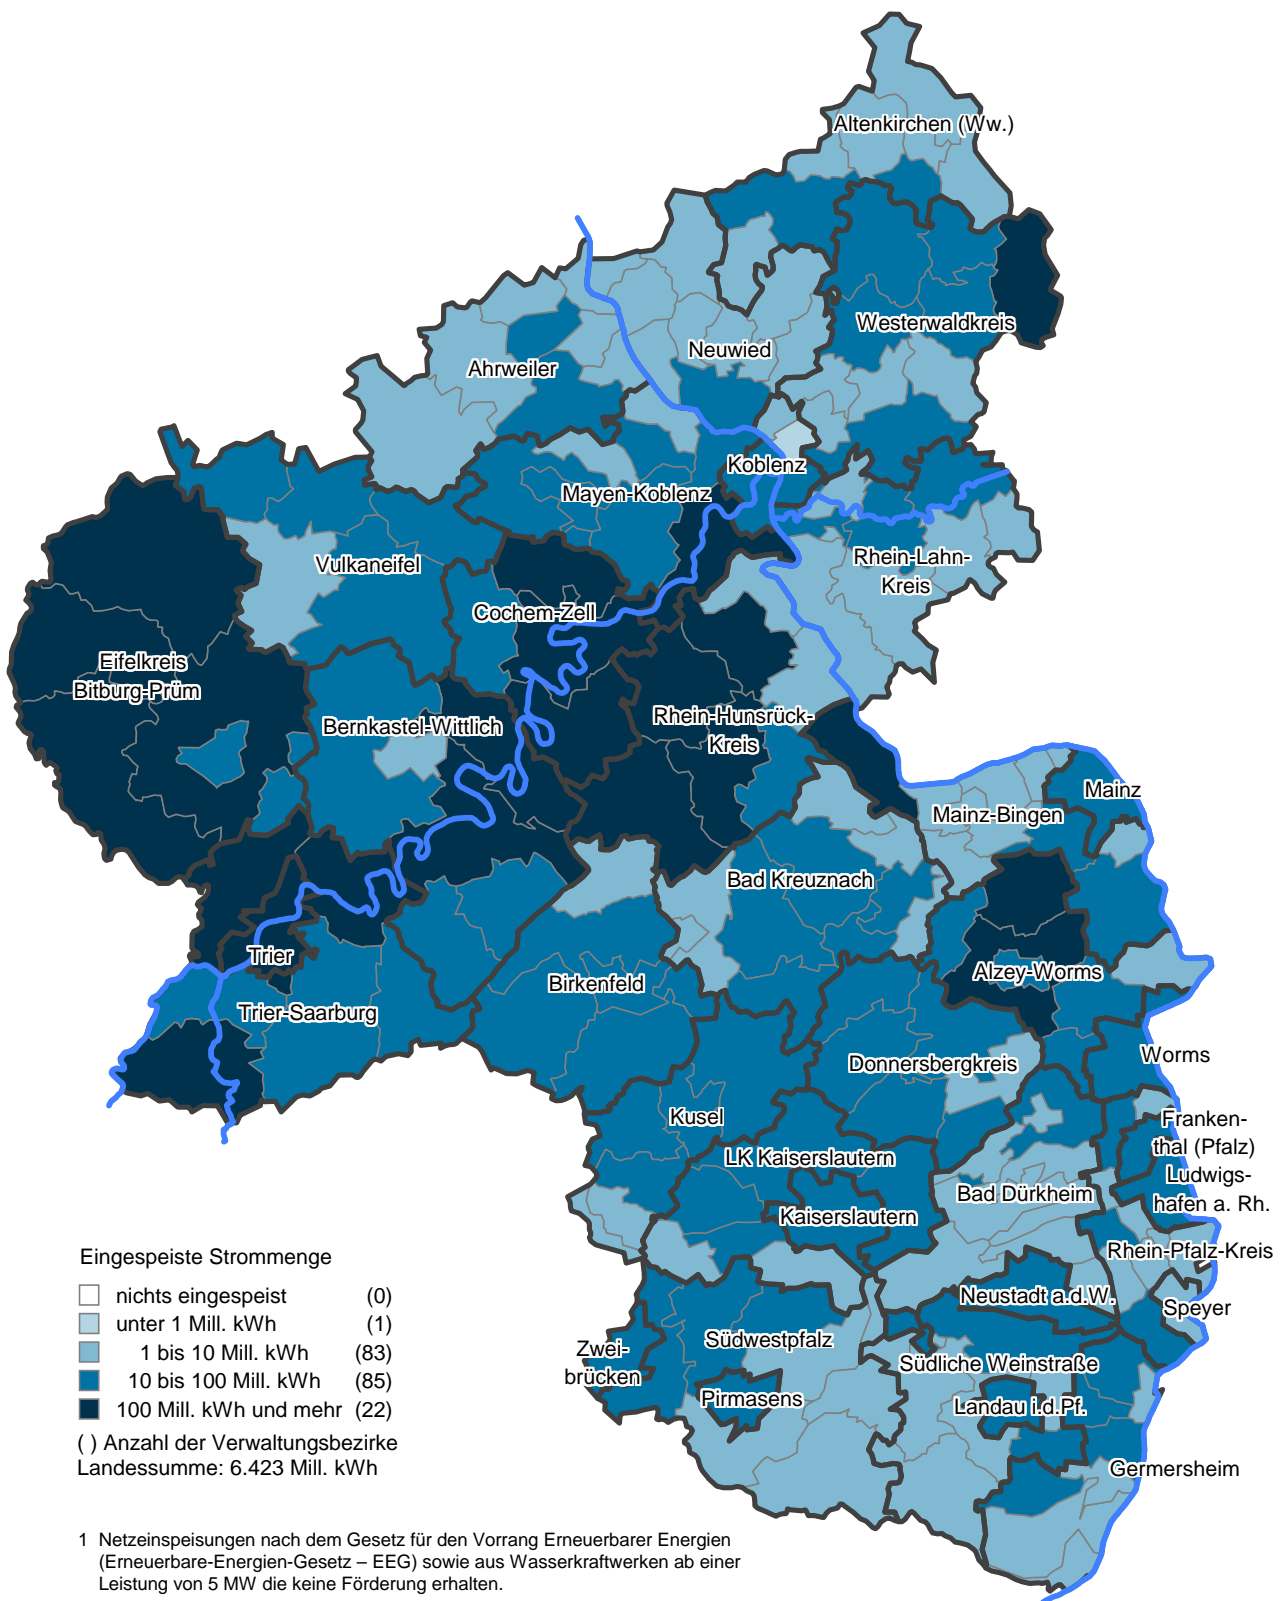 Altenkirchen (Ww.)
Westerwaldkreis
Neuwied
Ahrweiler
Koblenz
Mayen-Koblenz
Rhein-Lahn-
Kreis
Vulkaneifel
Cochem-Zell
Eifelkreis
Bitburg-Prüm
Bernkastel-Wittlich
Rhein-Hunsrück-
Kreis
Mainz
Mainz-Bingen
Bad Kreuznach
Trier
Alzey-Worms
Birkenfeld
Trier-Saarburg
Worms
Donnersbergkreis
Kusel
Franken-
thal (Pfalz)
LK Kaiserslautern
Ludwigs-
hafen a. Rh.
Bad Dürkheim
Kaiserslautern
Rhein-Pfalz-Kreis
Neustadt a.d.W.
Speyer
Südwestpfalz
Zwei-
brücken
Südliche Weinstraße
Pirmasens
Landau i.d.Pf.
Germersheim
Eingespeiste Strommenge
nichts eingespeist (0)
unter 1 Mill. kWh (1)
1 bis 10 Mill. kWh (83)
10 bis 100 Mill. kWh (85)
100 Mill. kWh und mehr (22)
( ) Anzahl der Verwaltungsbezirke
Landessumme: 6.423 Mill. kWh
1 Netzeinspeisungen nach dem Gesetz für den Vorrang Erneuerbarer Energien
(Erneuerbare-Energien-Gesetz – EEG) sowie aus Wasserkraftwerken ab einer
Leistung von 5 MW die keine Förderung erhalten.